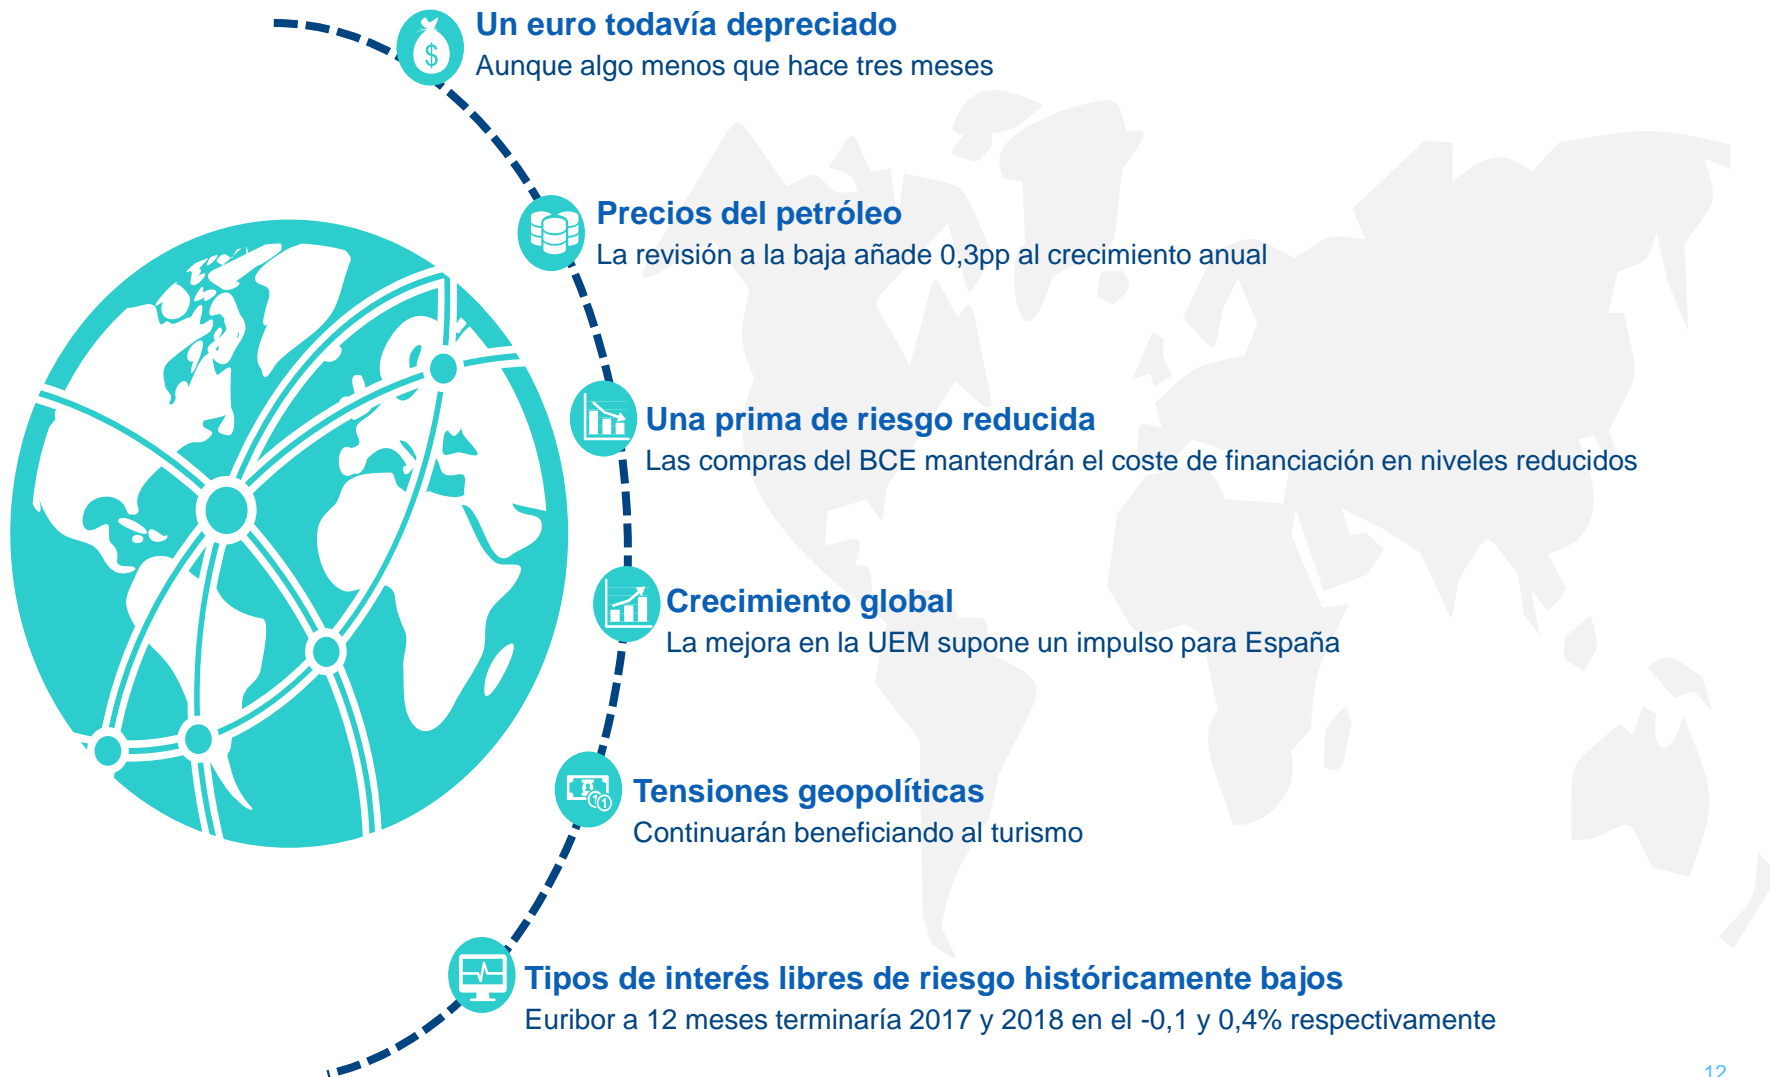 Un euro todavía depreciado
Aunque algo menos que hace tres meses
$
Precios del petróleo
La revisión a la baja añade 0,3pp al crecimiento anual
Una prima de riesgo reducida
Las compras del BCE mantendrán el coste de financiación en niveles reducidos
Crecimiento global
La mejora en la UEM supone un impulso para España
Tensiones geopolíticas
Continuarán beneficiando al turismo
1
Tipos de interés libres de riesgo históricamente bajos
Euribor a 12 meses terminaría 2017 y 2018 en el -0,1 y 0,4% respectivamente
12